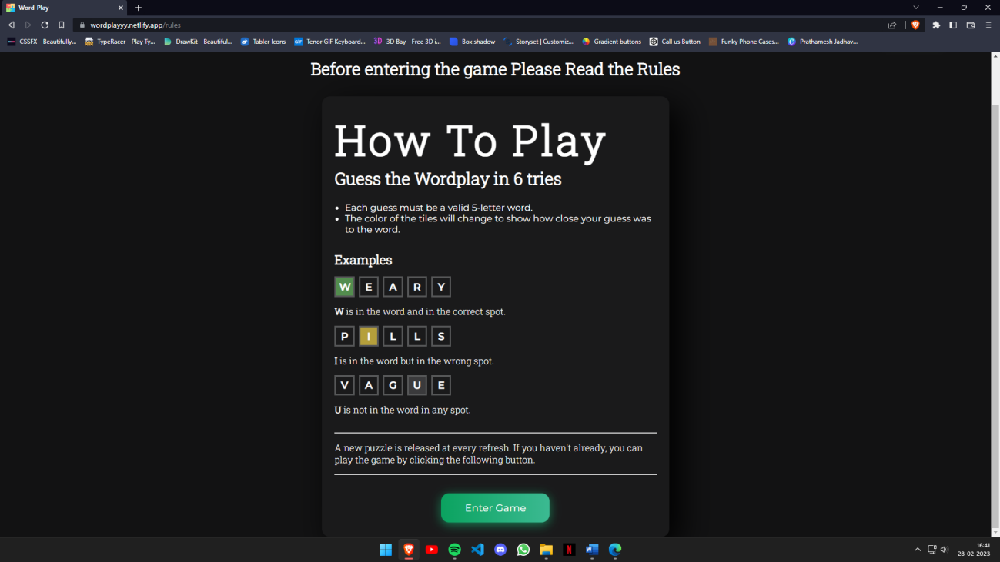 Word-Play
wordplayyy.netlify.app/rules
CSSFX - Beautifully...
TypeRacer - Play Ty...
DrawKit - Beautiful...
Tabler Icons
GIF
Tenor GIF Keyboard...
3D
3D Bay - Free 3D i...
Box shadow
Storyset | Customiz...
Gradient buttons
Call us Button
Funky Phone Cases...
Prathamesh Jadhav...
Before entering the game Please Read the Rules
How To Play
Guess the Wordplay in 6 tries
• Each guess must be a valid 5-letter word.
• The color of the tiles will change to show how close your guess was
to the word.
Examples
W E A R Y
W is in the word and in the correct spot.
P I L L S
I is in the word but in the wrong spot.
V A G U E
U is not in the word in any spot.
A new puzzle is released at every refresh. If you haven't already, you can
play the game by clicking the following button.
Enter Game
N
W
16:41
28-02-2023